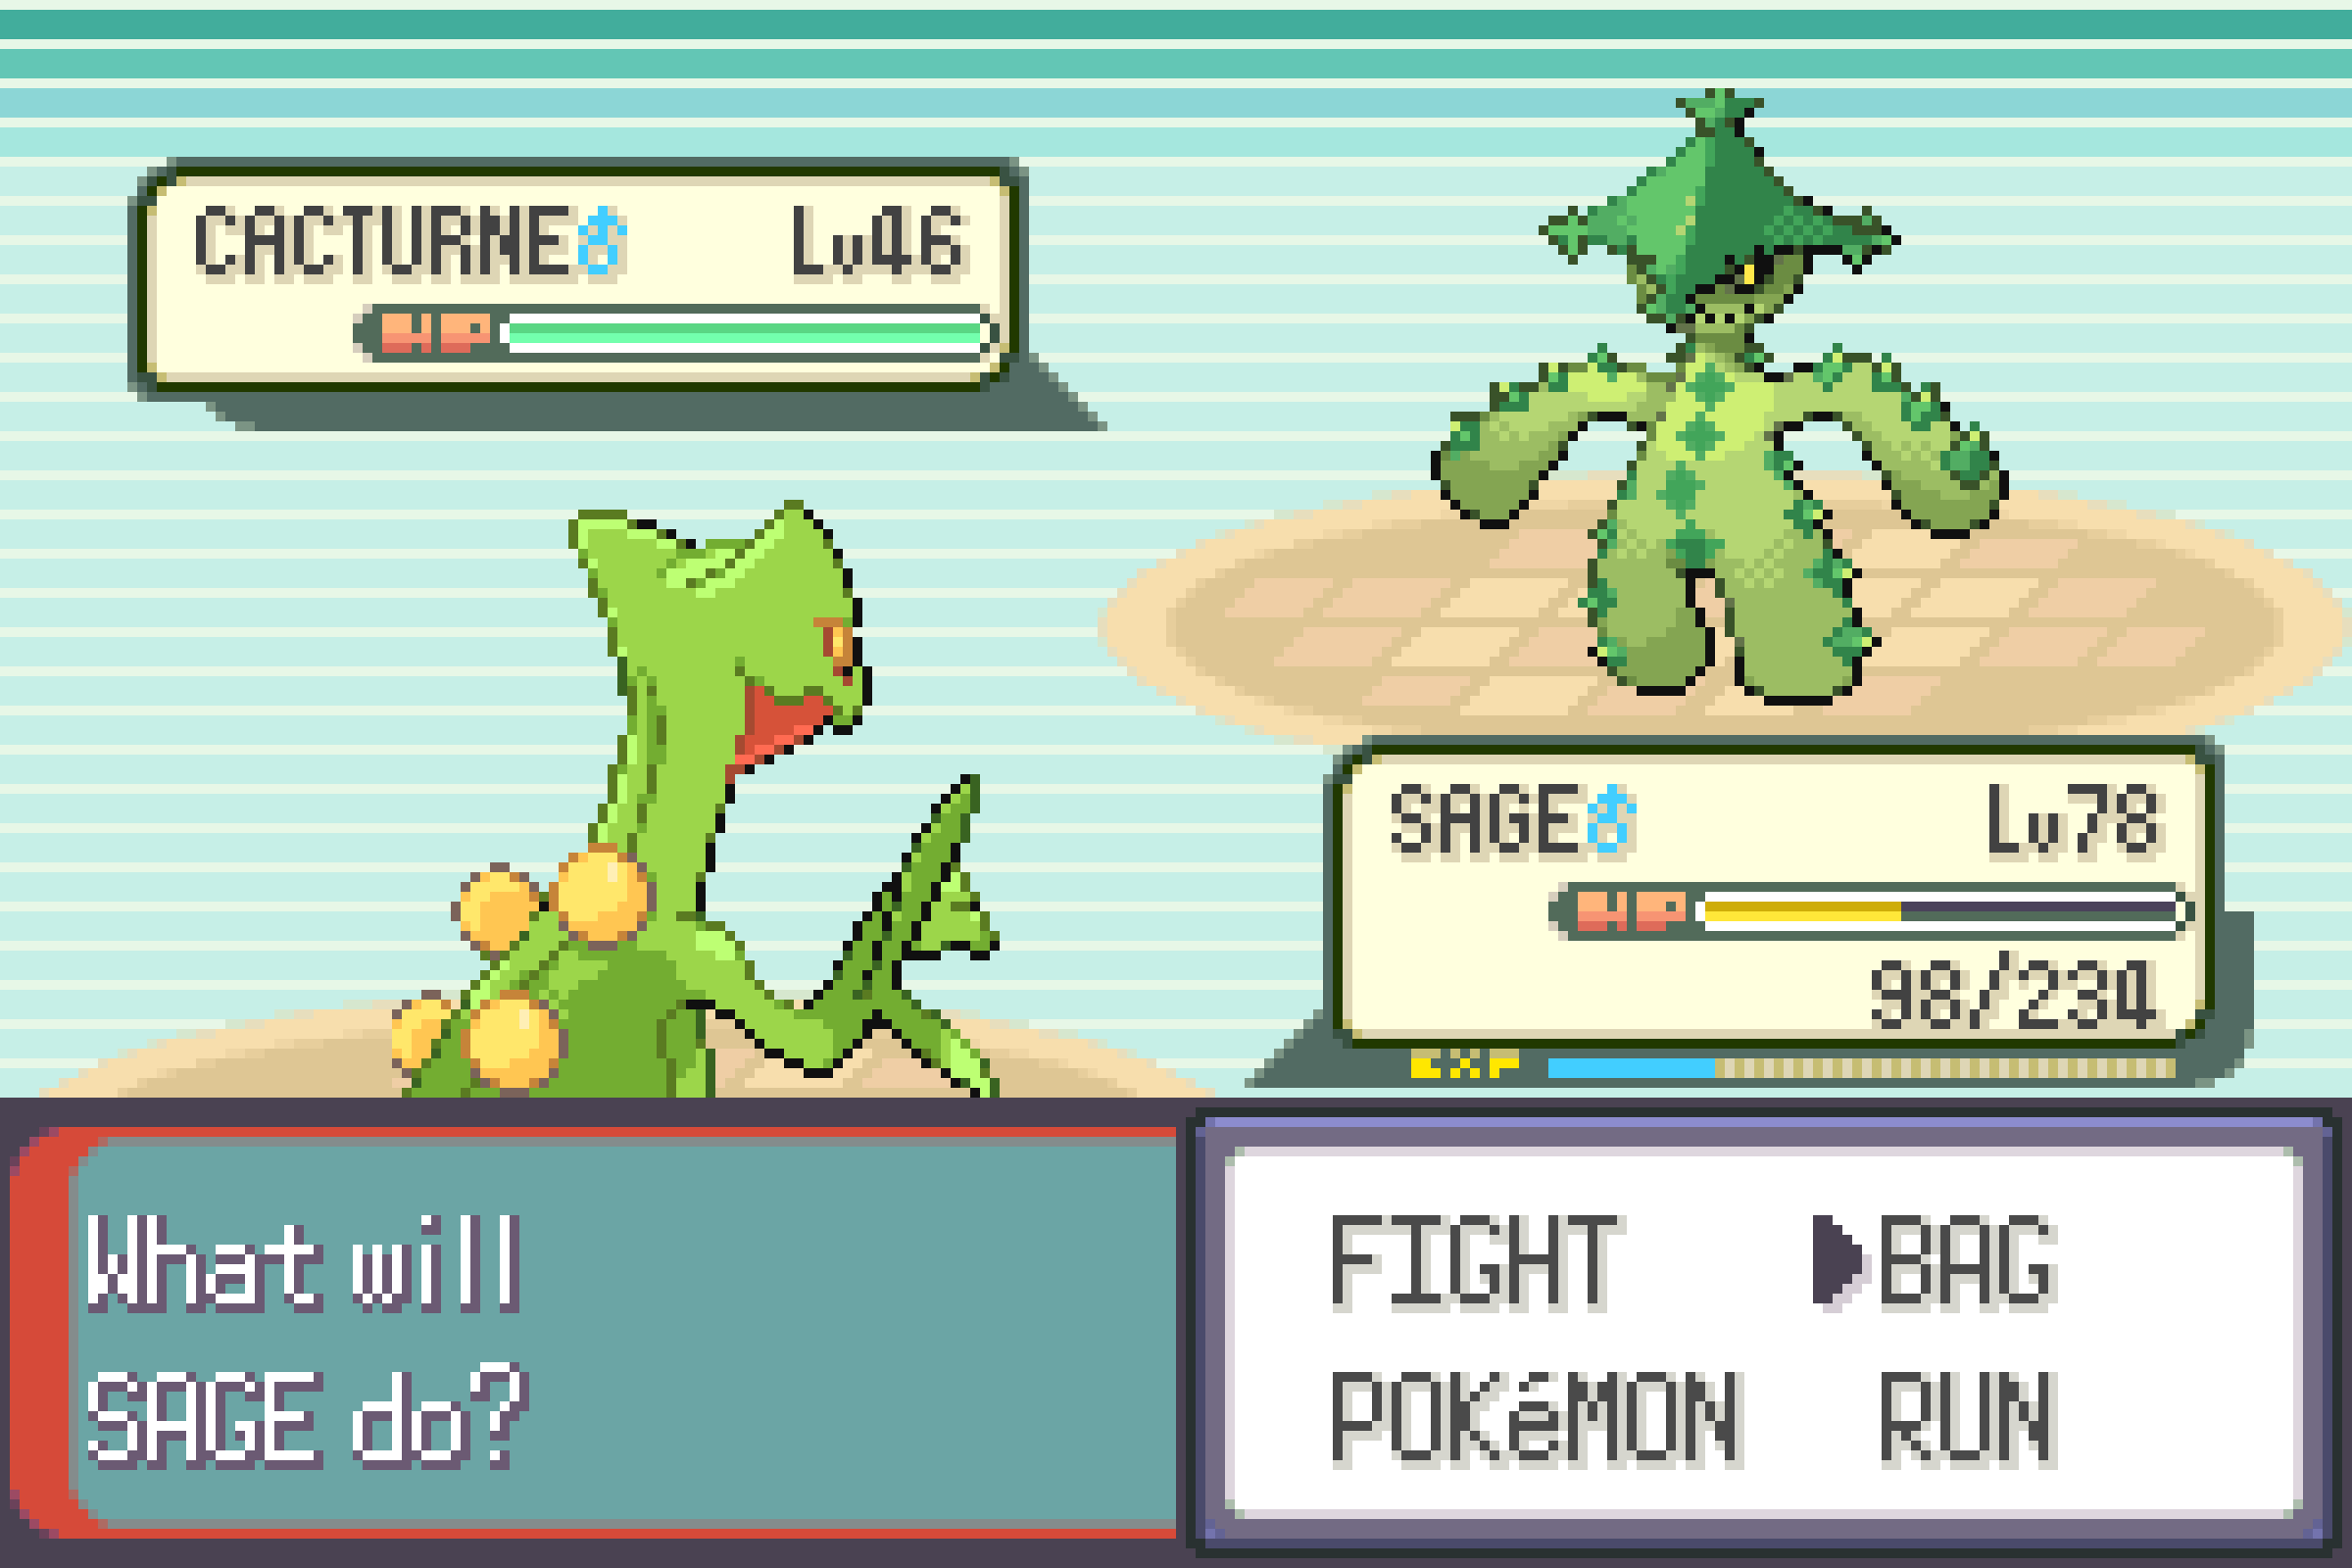 CACTURNE♂ Lv46
HP
SAGE♂ Lv78
HP
98/234
EXP
What will
SAGE do?
FIGHT ▶BAG
POKéMON RUN